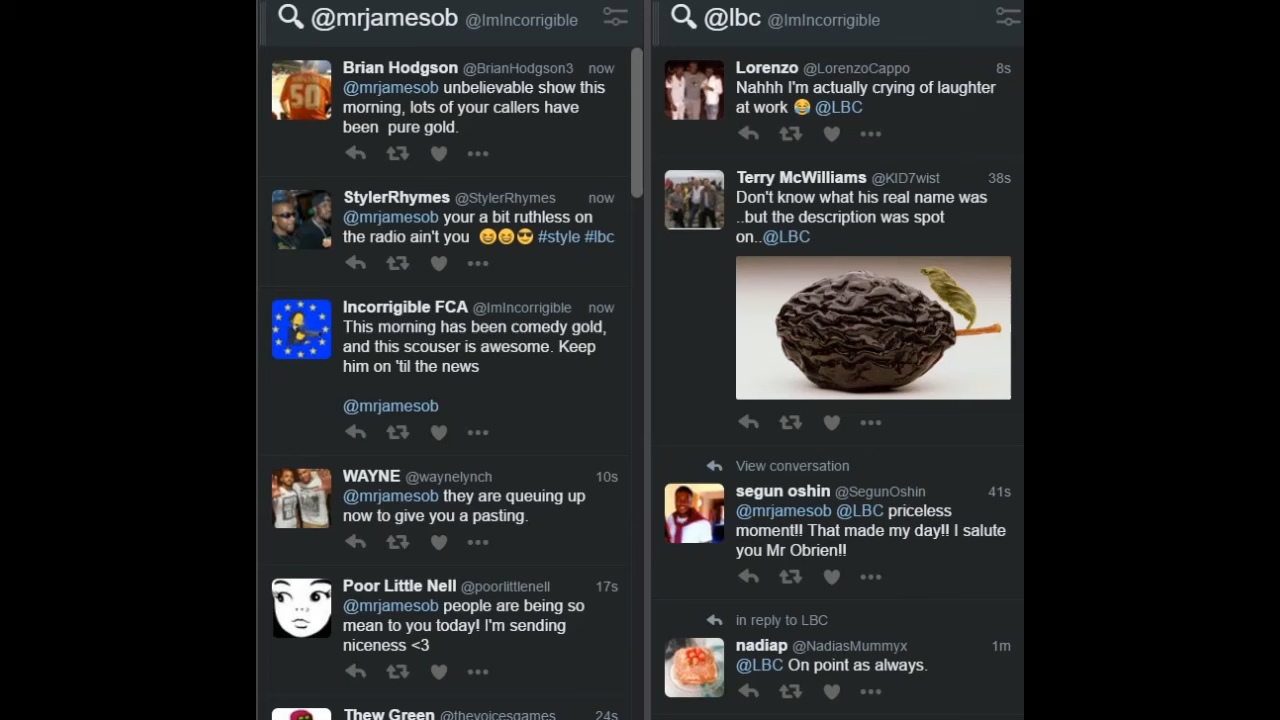 @mrjamesob @ImIncorrigible
Brian Hodgson @BrianHodgson3 now
@mrjamesob unbelievable show this
morning, lots of your callers have
been pure gold.
StylerRhymes @StylerRhymes now
@mrjamesob your a bit ruthless on
the radio ain't you 😄😄😎 #style #lbc
Incorrigible FCA @ImIncorrigible now
This morning has been comedy gold,
and this scouser is awesome. Keep
him on 'til the news
@mrjamesob
WAYNE @waynelynch 10s
@mrjamesob they are queuing up
now to give you a pasting.
Poor Little Nell @poorlittlenell 17s
@mrjamesob people are being so
mean to you today! I'm sending
niceness <3
Thew Green @thevoicesgames 24s
@lbc @ImIncorrigible
Lorenzo @LorenzoCappo 8s
Nahhh I'm actually crying of laughter
at work 😂 @LBC
Terry McWilliams @KID7wist 38s
Don't know what his real name was
..but the description was spot
on..@LBC
View conversation
segun oshin @SegunOshin 41s
@mrjamesob @LBC priceless
moment!! That made my day!! I salute
you Mr Obrien!!
in reply to LBC
nadiap @NadiasMummyx 1m
@LBC On point as always.